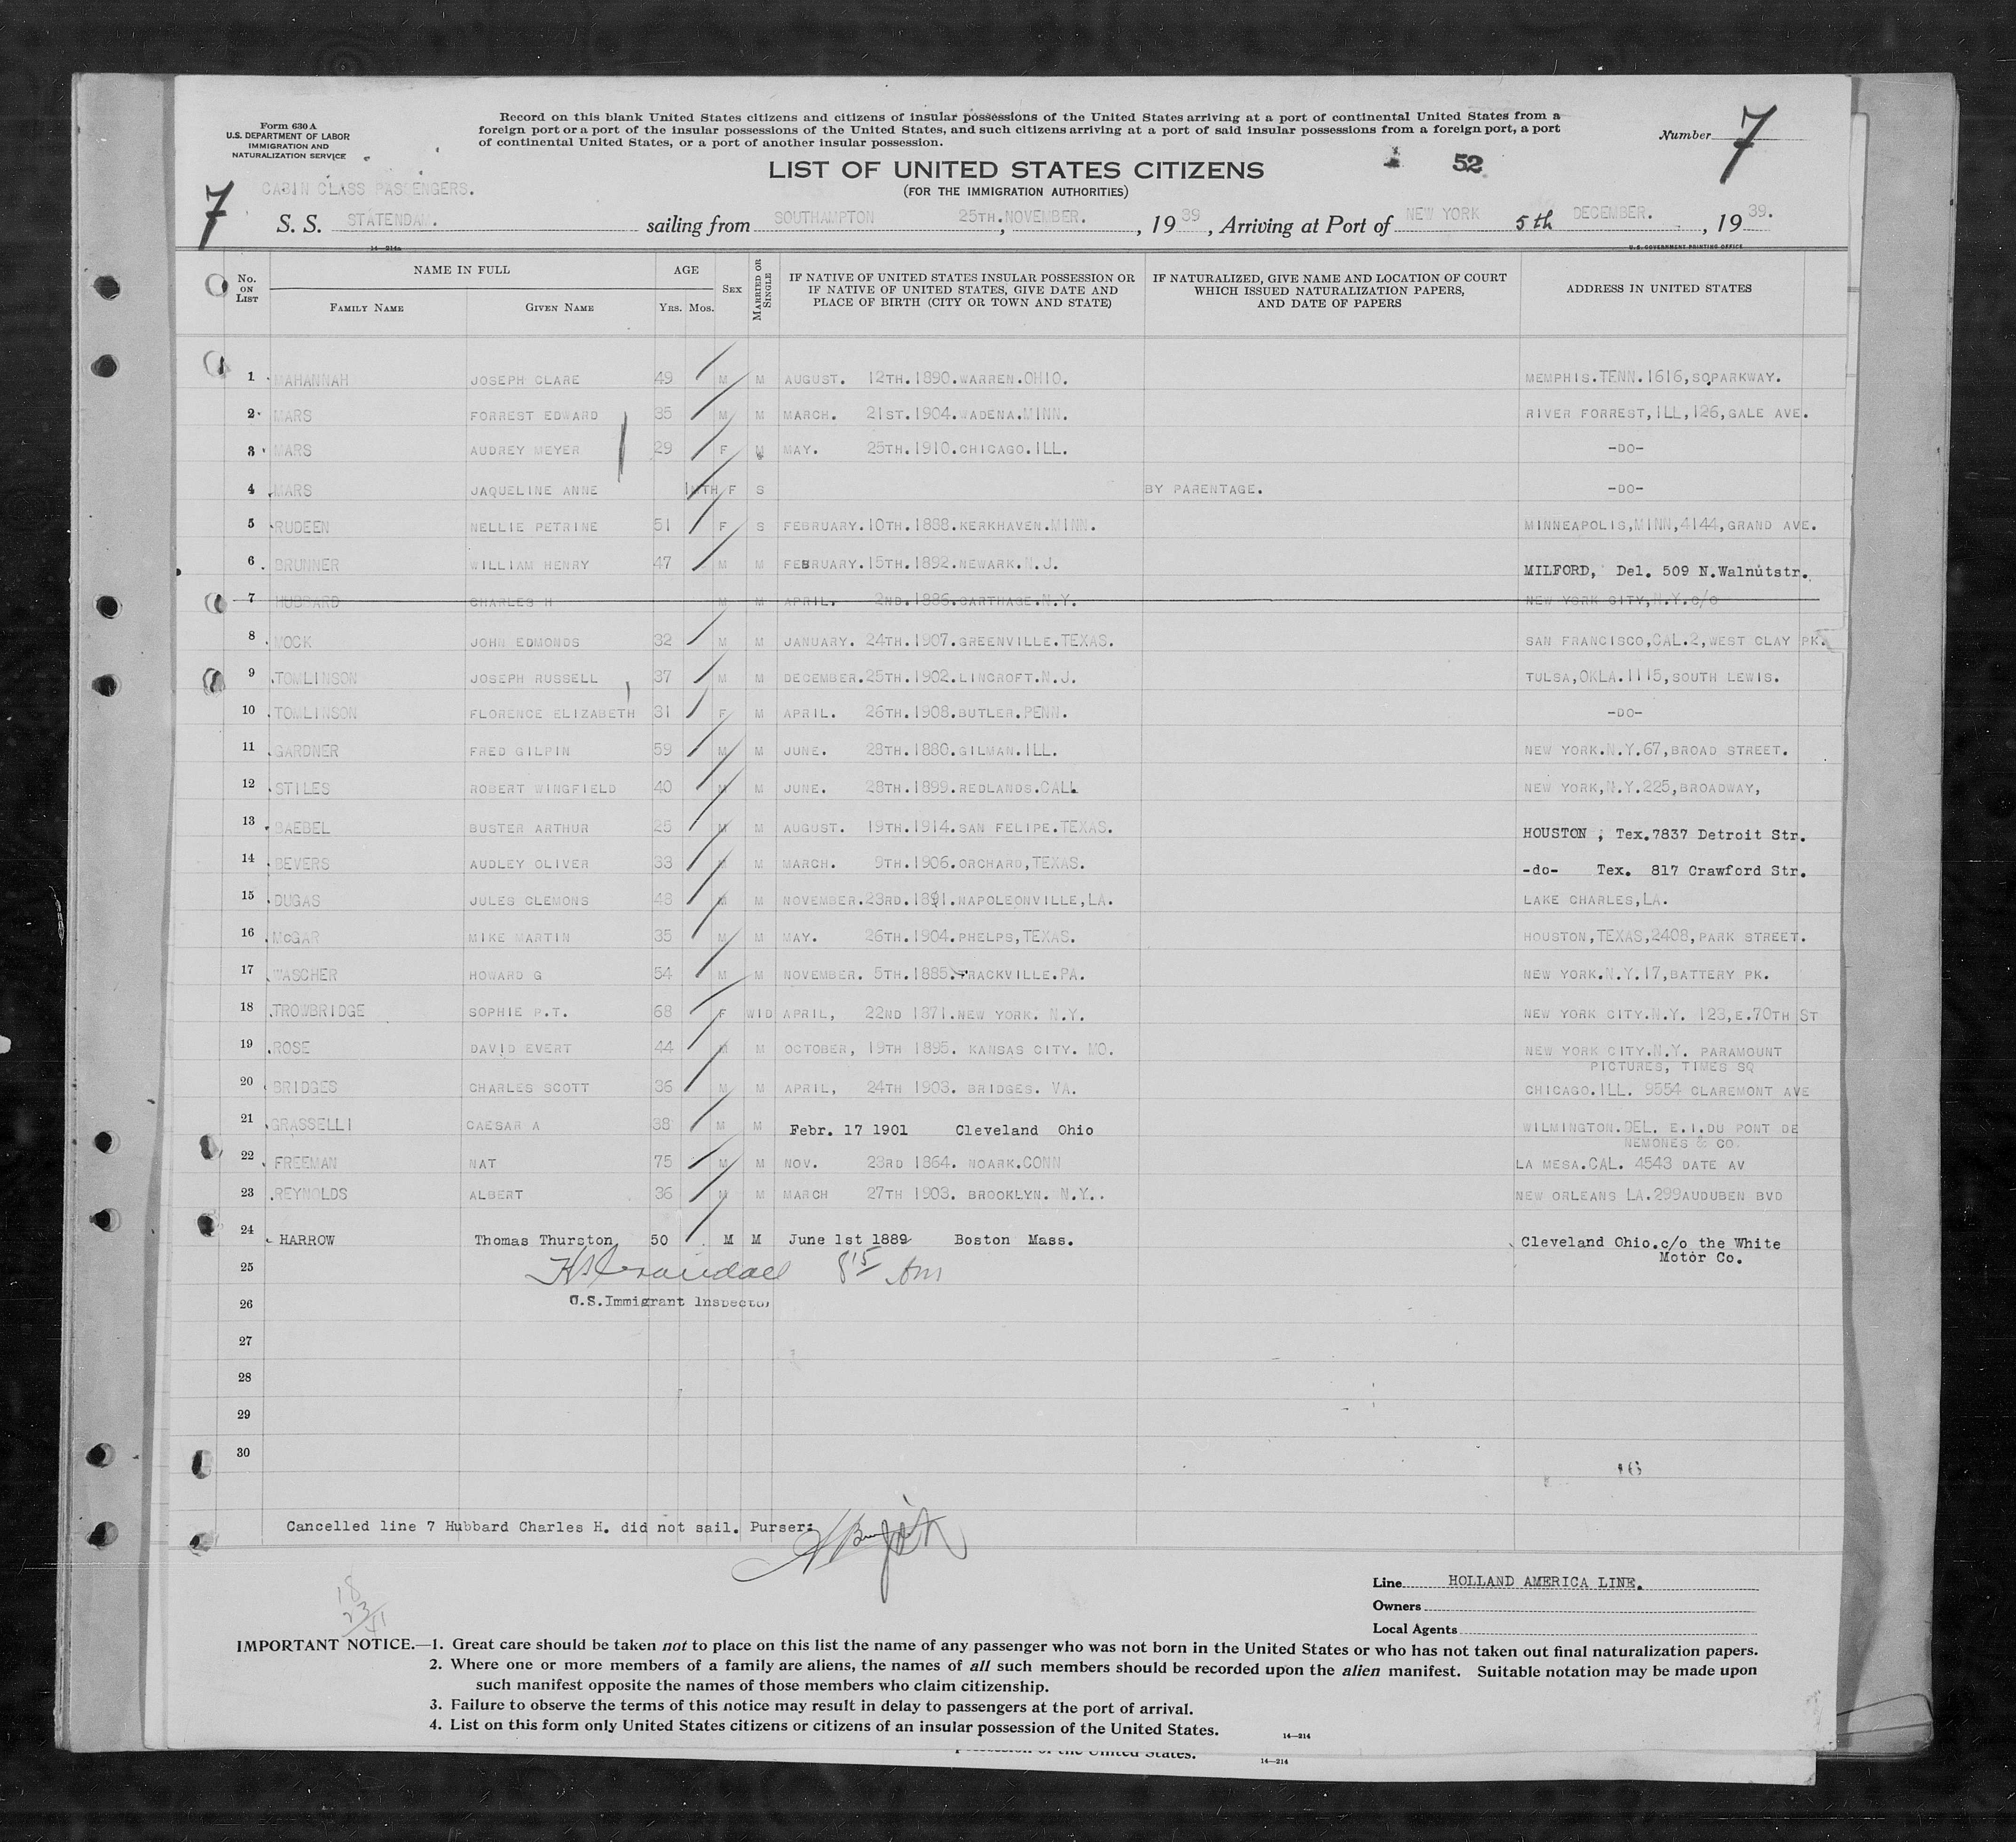 Form 630 A
U.S. DEPARTMENT OF LABOR
IMMIGRATION AND
NATURALIZATION SERVICE
Record on this blank United States citizens and citizens of insular possessions of the United States arriving at a port of continental United States from a
foreign port or a port of the insular possessions of the United States, and such citizens arriving at a port of said insular possessions from a foreign port, a port
of continental United States, or a port of another insular possession.
Number 7
LIST OF UNITED STATES CITIZENS
(FOR THE IMMIGRATION AUTHORITIES)
52
7
CABIN CLASS PASSENGERS.
S. S. STATENDAM. sailing from SOUTHAMPTON 25TH.NOVEMBER. , 1939 , Arriving at Port of NEW YORK 5th DECEMBER. , 1939.
14—214a
U.S. GOVERNMENT PRINTING OFFICE
No. ON LIST
NAME IN FULL
FAMILY NAME
GIVEN NAME
AGE
YRS. MOS.
SEX
MARRIED OR SINGLE
IF NATIVE OF UNITED STATES INSULAR POSSESSION OR
IF NATIVE OF UNITED STATES, GIVE DATE AND
PLACE OF BIRTH (CITY OR TOWN AND STATE)
IF NATURALIZED, GIVE NAME AND LOCATION OF COURT
WHICH ISSUED NATURALIZATION PAPERS,
AND DATE OF PAPERS
ADDRESS IN UNITED STATES
1 MAHANNAH JOSEPH CLARE 49 M M AUGUST. 12TH.1890.WARREN.OHIO. MEMPHIS.TENN.1616,SO.PARKWAY.
2 MARS FORREST EDWARD 35 M M MARCH. 21ST.1904.WADENA.MINN. RIVER FORREST,ILL,126,GALE AVE.
3 MARS AUDREY MEYER 29 F M MAY. 25TH.1910.CHICAGO.ILL. -DO-
4 MARS JAQUELINE ANNE 1MTH F S BY PARENTAGE. -DO-
5 RUDEEN NELLIE PETRINE 51 F S FEBRUARY.10TH.1888.KERKHAVEN.MINN. MINNEAPOLIS,MINN,4144,GRAND AVE.
6 BRUNNER WILLIAM HENRY 47 M M FEBRUARY.15TH.1892.NEWARK.N.J. MILFORD, Del. 509 N.Walnutstr.
7 HUBBARD CHARLES H M M APRIL. 2ND.1886.CARTHAGE.N.Y. NEW YORK CITY,N.Y.c/o
8 MOCK JOHN EDMONDS 32 M M JANUARY. 24TH.1907.GREENVILLE.TEXAS. SAN FRANCISCO,CAL.2,WEST CLAY PK.
9 TOMLINSON JOSEPH RUSSELL 37 M M DECEMBER.25TH.1902.LINCROFT.N.J. TULSA,OKLA.1115,SOUTH LEWIS.
10 TOMLINSON FLORENCE ELIZABETH 31 F M APRIL. 26TH.1908.BUTLER.PENN. -DO-
11 GARDNER FRED GILPIN 59 M M JUNE. 28TH.1880.GILMAN.ILL. NEW YORK.N.Y.67,BROAD STREET.
12 STILES ROBERT WINGFIELD 40 M M JUNE. 28TH.1899.REDLANDS.CALL NEW YORK,N.Y.225,BROADWAY,
13 BAEBEL BUSTER ARTHUR 25 M M AUGUST. 19TH.1914.SAN FELIPE.TEXAS. HOUSTON , Tex.7837 Detroit Str.
14 BEVERS AUDLEY OLIVER 33 M M MARCH. 9TH.1906.ORCHARD,TEXAS. -do- Tex. 817 Crawford Str.
15 DUGAS JULES CLEMONS 48 M M NOVEMBER.23RD.1891.NAPOLEONVILLE,LA. LAKE CHARLES,LA.
16 McGAR MIKE MARTIN 35 M M MAY. 26TH.1904.PHELPS,TEXAS. HOUSTON,TEXAS,2408,PARK STREET.
17 WASCHER HOWARD G 54 M M NOVEMBER. 5TH.1885.FRACKVILLE.PA. NEW YORK.N.Y.17,BATTERY PK.
18 TROWBRIDGE SOPHIE P.T. 68 F WID APRIL, 22ND 1871.NEW YORK. N.Y. NEW YORK CITY.N.Y. 123,E.70TH ST
19 ROSE DAVID EVERT 44 M M OCTOBER, 19TH 1895. KANSAS CITY. MO. NEW YORK CITY.N.Y. PARAMOUNT
PICTURES, TIMES SQ
20 BRIDGES CHARLES SCOTT 36 M M APRIL, 24TH 1903. BRIDGES. VA. CHICAGO.ILL. 9554 CLAREMONT AVE
21 GRASSELLI CAESAR A 38 M M Febr. 17 1901 Cleveland Ohio WILMINGTON.DEL. E.I.DU PONT DE
NEMONES & CO.
22 FREEMAN NAT 75 M M NOV. 23RD 1864. NOARK.CONN LA MESA.CAL. 4543 DATE AV
23 REYNOLDS ALBERT 36 M M MARCH 27TH 1903. BROOKLYN. N.Y.. NEW ORLEANS LA.299AUDUBEN BVD
24 HARROW Thomas Thurston 50 M M June 1st 1889 Boston Mass. Cleveland Ohio.c/o the White
Motor Co.
25 8 15 Am
U.S.Immigrant Inspector
26
27
28
29
30
Cancelled line 7 Hubbard Charles H. did not sail. Purser:
18
23
Line HOLLAND AMERICA LINE.
Owners
Local Agents
IMPORTANT NOTICE.—1. Great care should be taken not to place on this list the name of any passenger who was not born in the United States or who has not taken out final naturalization papers.
2. Where one or more members of a family are aliens, the names of all such members should be recorded upon the alien manifest. Suitable notation may be made upon
such manifest opposite the names of those members who claim citizenship.
3. Failure to observe the terms of this notice may result in delay to passengers at the port of arrival.
4. List on this form only United States citizens or citizens of an insular possession of the United States.
14—214
possession of the United States.
14—214